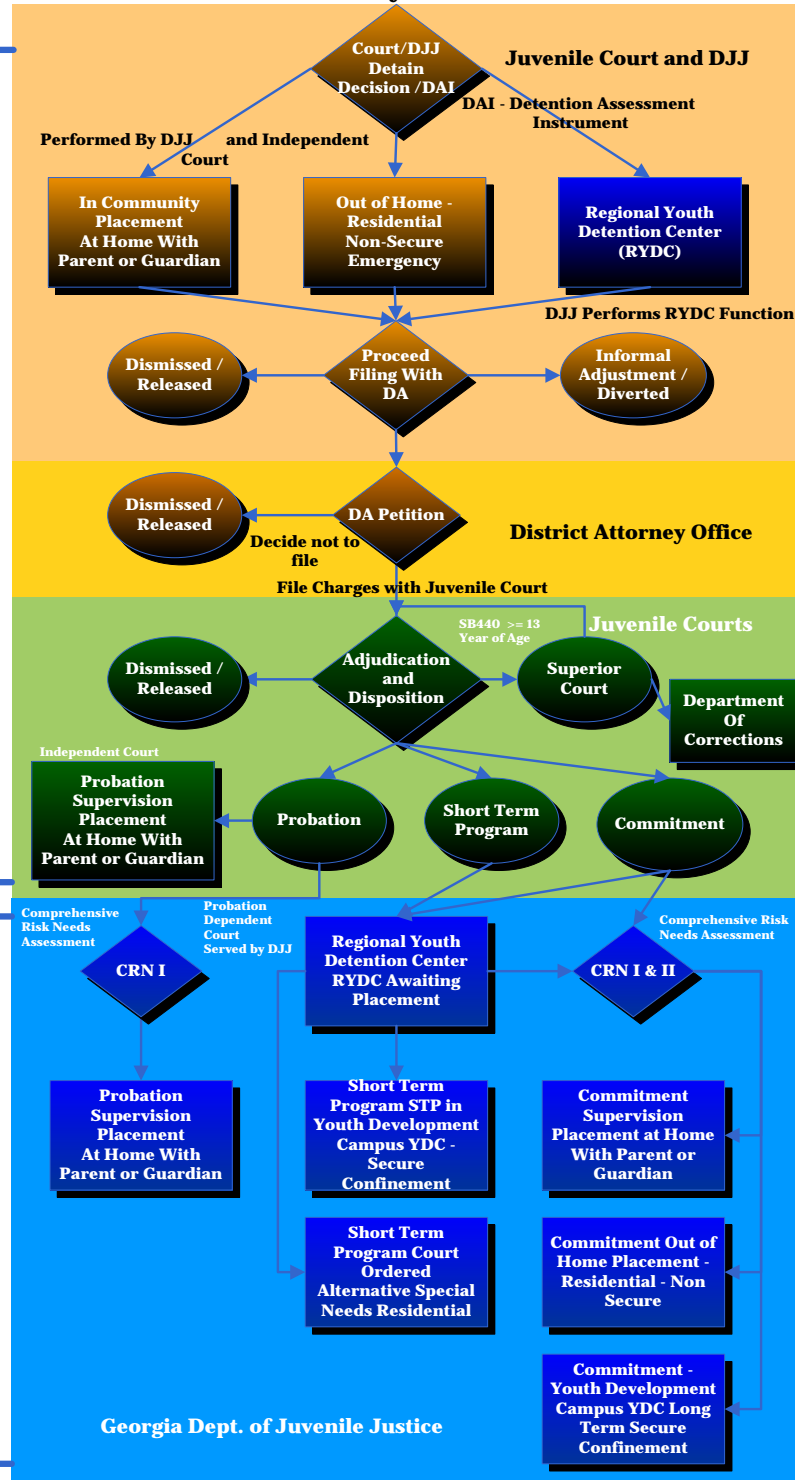 Court/DJJ
Detain
Decision /DAI
Juvenile Court and DJJ
DAI - Detention Assessment
Instrument
Performed By DJJ and Independent
Court
In Community
Placement
At Home With
Parent or Guardian
Out of Home -
Residential
Non-Secure
Emergency
Regional Youth
Detention Center
(RYDC)
DJJ Performs RYDC Function
Dismissed /
Released
Proceed
Filing With
DA
Informal
Adjustment /
Diverted
Dismissed /
Released
DA Petition
District Attorney Office
Decide not to
file
File Charges with Juvenile Court
SB440 >= 13
Year of Age
Juvenile Courts
Dismissed /
Released
Adjudication
and
Disposition
Superior
Court
Department
Of
Corrections
Independent Court
Probation
Supervision
Placement
At Home With
Parent or Guardian
Probation
Short Term
Program
Commitment
Comprehensive
Risk Needs
Assessment
Probation
Dependent
Court
Served by DJJ
Comprehensive Risk
Needs Assessment
CRN I
Regional Youth
Detention Center
RYDC Awaiting
Placement
CRN I & II
Probation
Supervision
Placement
At Home With
Parent or Guardian
Short Term
Program STP in
Youth Development
Campus YDC -
Secure
Confinement
Commitment
Supervision
Placement at Home
With Parent or
Guardian
Short Term
Program Court
Ordered
Alternative Special
Needs Residential
Commitment Out of
Home Placement -
Residential - Non
Secure
Commitment -
Youth Development
Campus YDC Long
Term Secure
Confinement
Georgia Dept. of Juvenile Justice